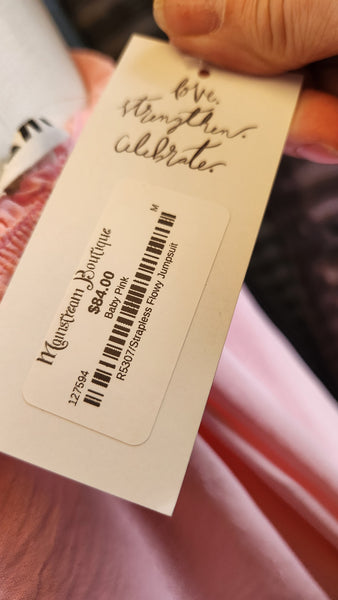 love.
strengthen.
celebrate.
Mainstream Boutique
$84.00
Baby Pink
M
127594
R5307/Strapless Flowy Jumpsuit